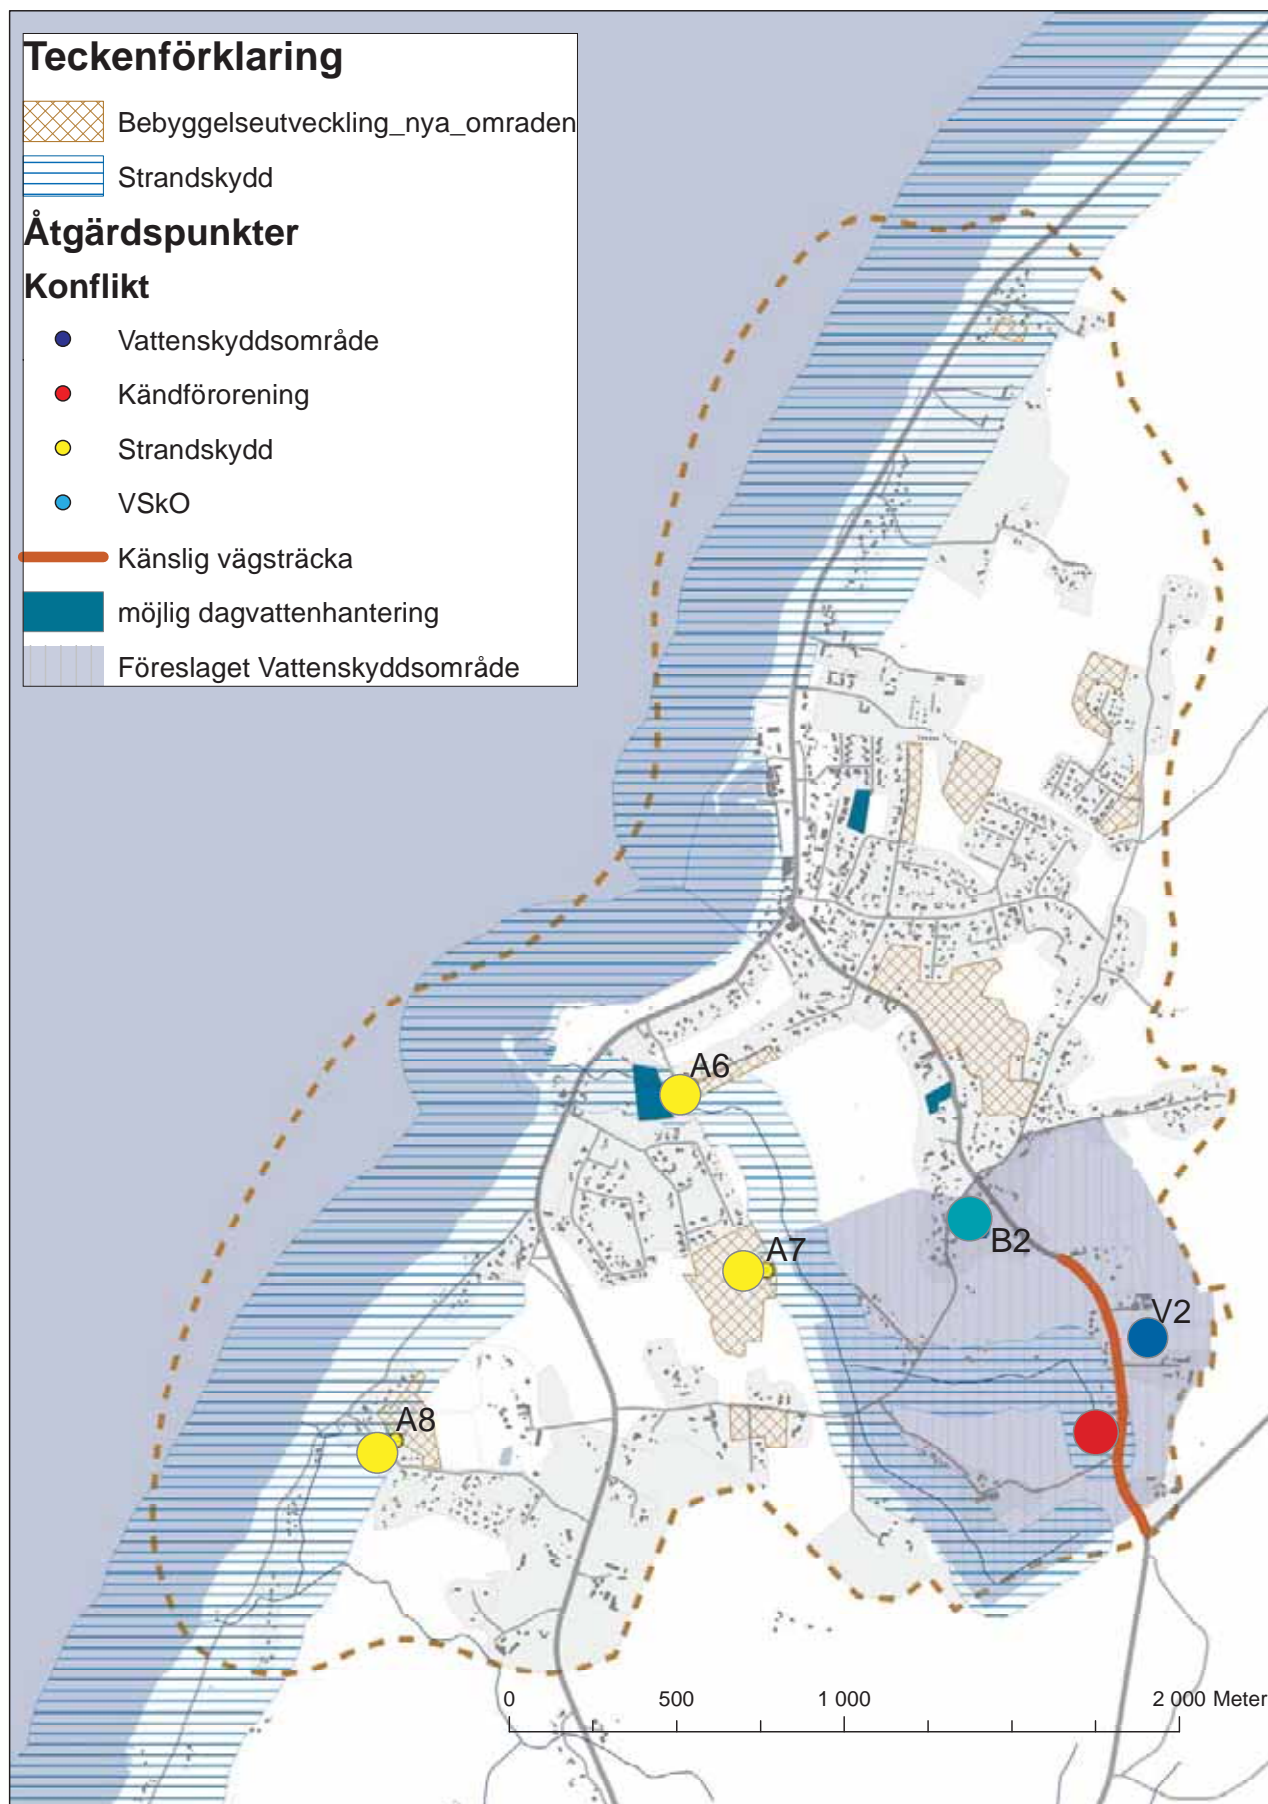 Teckenförklaring
Bebyggelseutveckling_nya_omraden
Strandskydd
Åtgärdspunkter
Konflikt
Vattenskyddsområde
Kändförorening
Strandskydd
VSkO
Känslig vägsträcka
möjlig dagvattenhantering
Föreslaget Vattenskyddsområde
A6
B2
A7
V2
A8
0 500 1 000 2 000 Meter